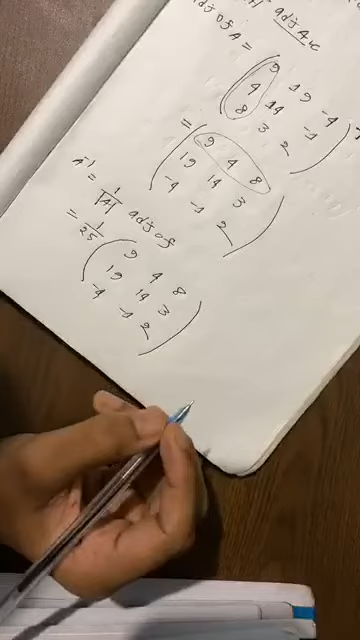 adj A
adj of A =
9 19 -4
4 14 -1
8 3 2
=
9 4 8
19 14 3
-4 -1 2
A⁻¹ = 1/|A| adj of
= 1/25
9 4 8
19 14 3
-4 -1 2